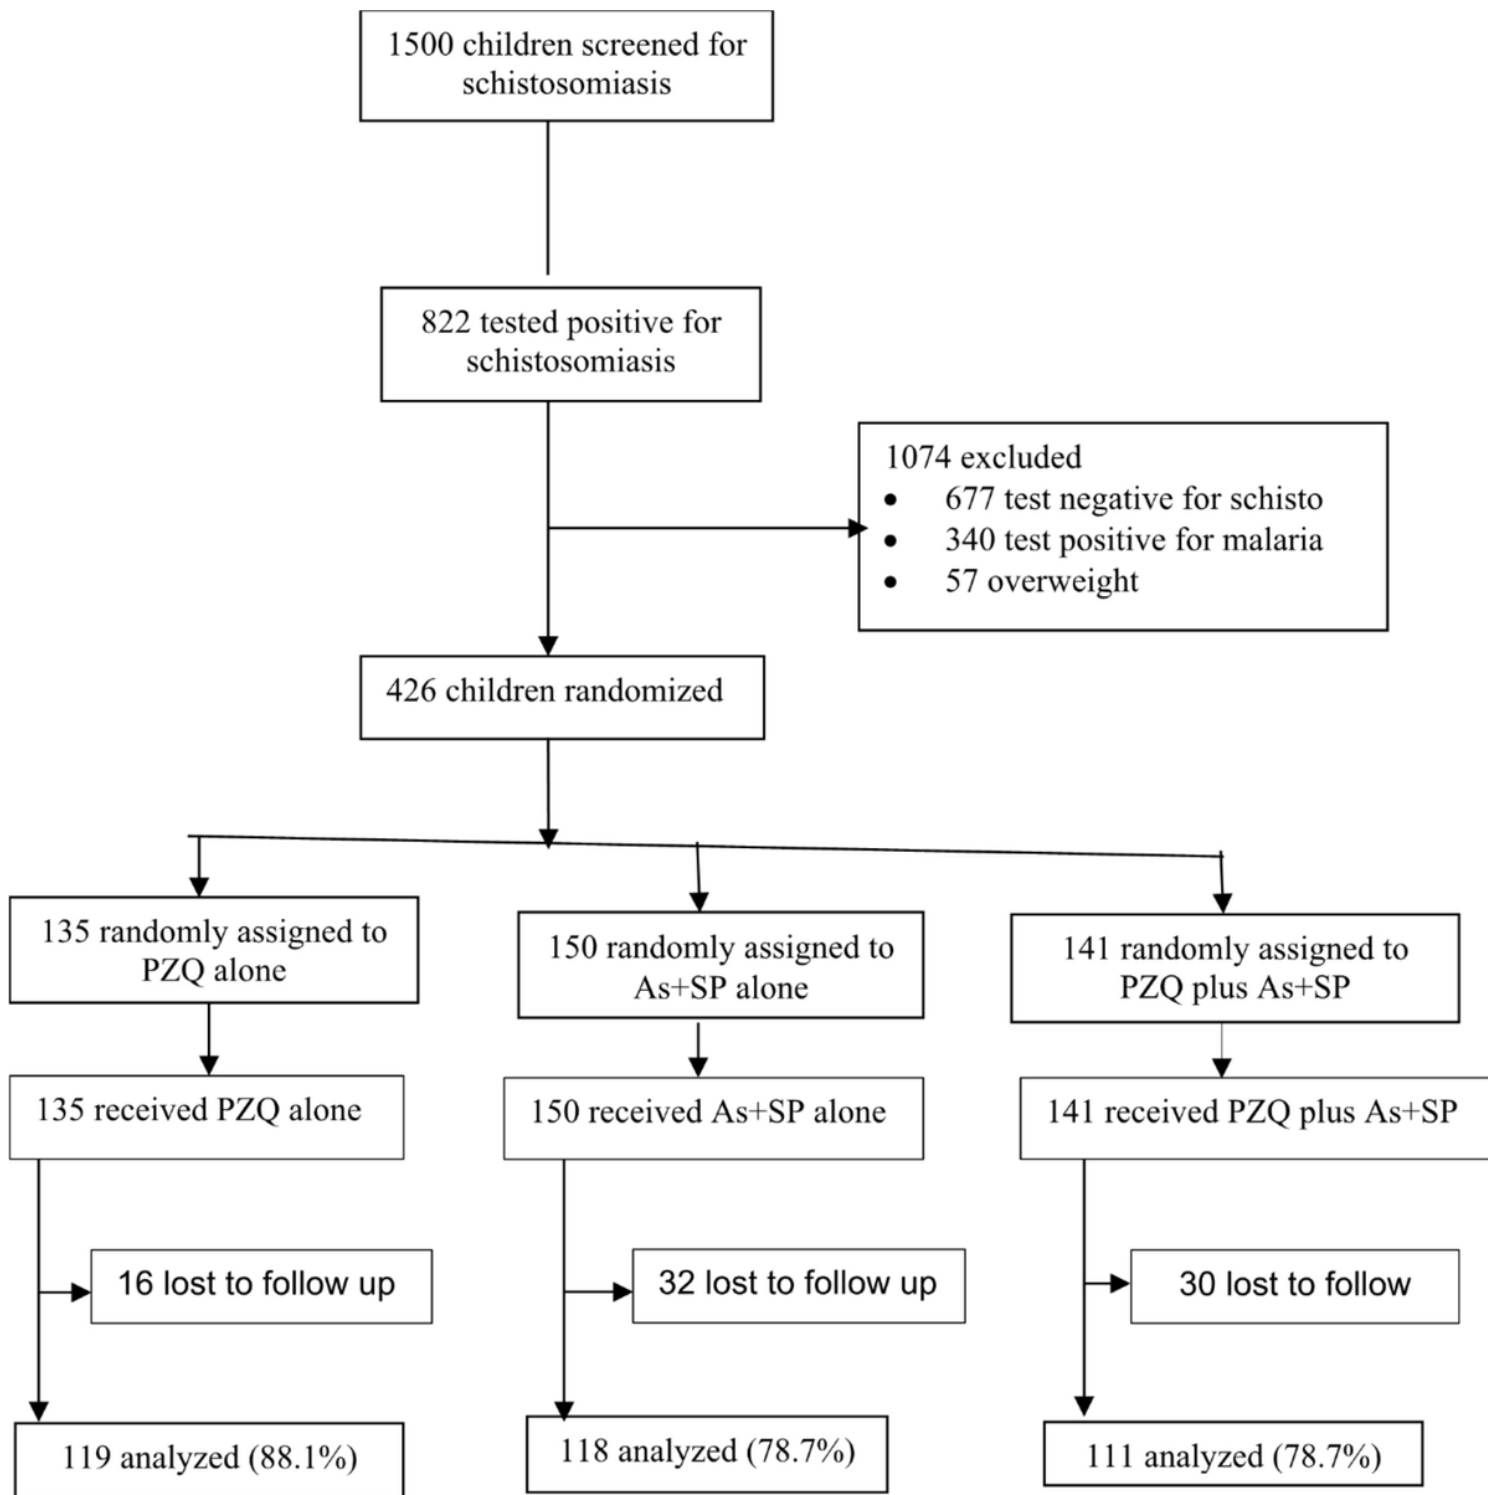 1500 children screened for
schistosomiasis
822 tested positive for
schistosomiasis
1074 excluded
• 677 test negative for schisto
• 340 test positive for malaria
• 57 overweight
426 children randomized
135 randomly assigned to
PZQ alone
150 randomly assigned to
As+SP alone
141 randomly assigned to
PZQ plus As+SP
135 received PZQ alone
150 received As+SP alone
141 received PZQ plus As+SP
16 lost to follow up
32 lost to follow up
30 lost to follow
119 analyzed (88.1%)
118 analyzed (78.7%)
111 analyzed (78.7%)